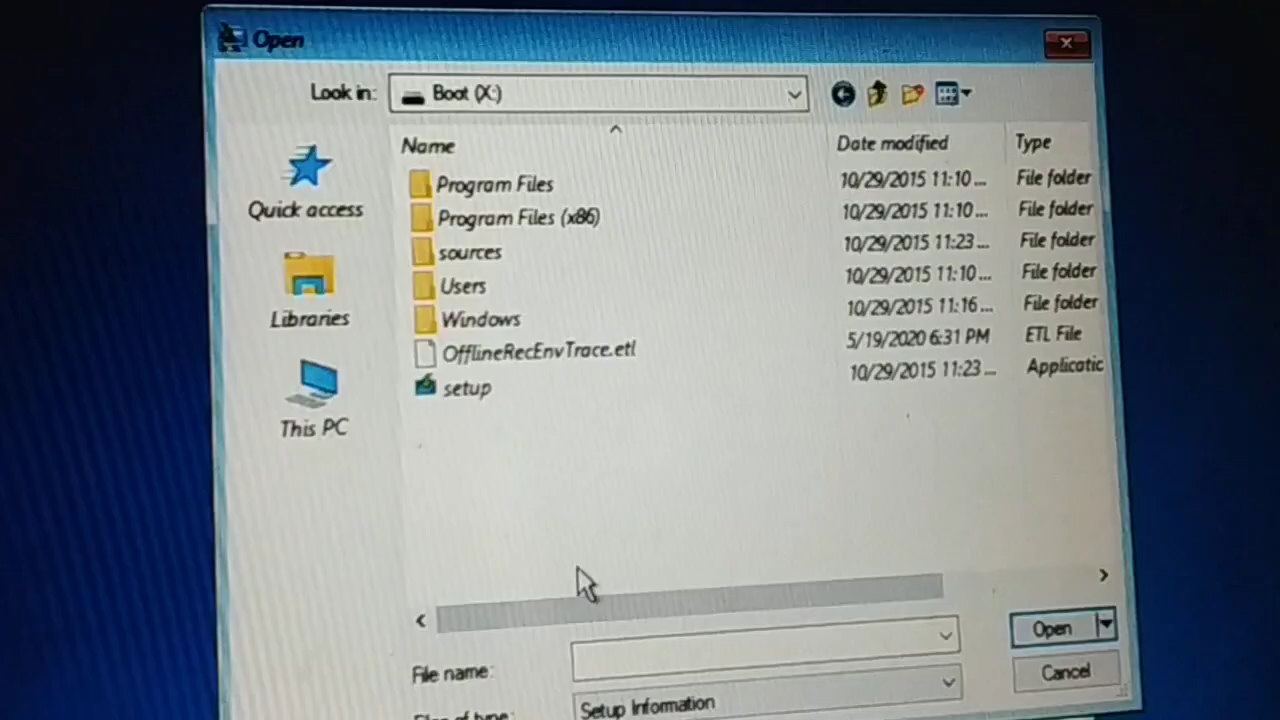 Open
Look in: Boot (X:)
Name Date modified Type
Program Files 10/29/2015 11:10 ... File folder
Program Files (x86) 10/29/2015 11:10 ... File folder
sources 10/29/2015 11:23 ... File folder
Users 10/29/2015 11:10 ... File folder
Windows 10/29/2015 11:16 ... File folder
OfflineRecEnvTrace.etl 5/19/2020 6:31 PM ETL File
setup 10/29/2015 11:23 ... Applicatic
Quick access
Libraries
This PC
File name: Open
Files of type: Setup Information Cancel